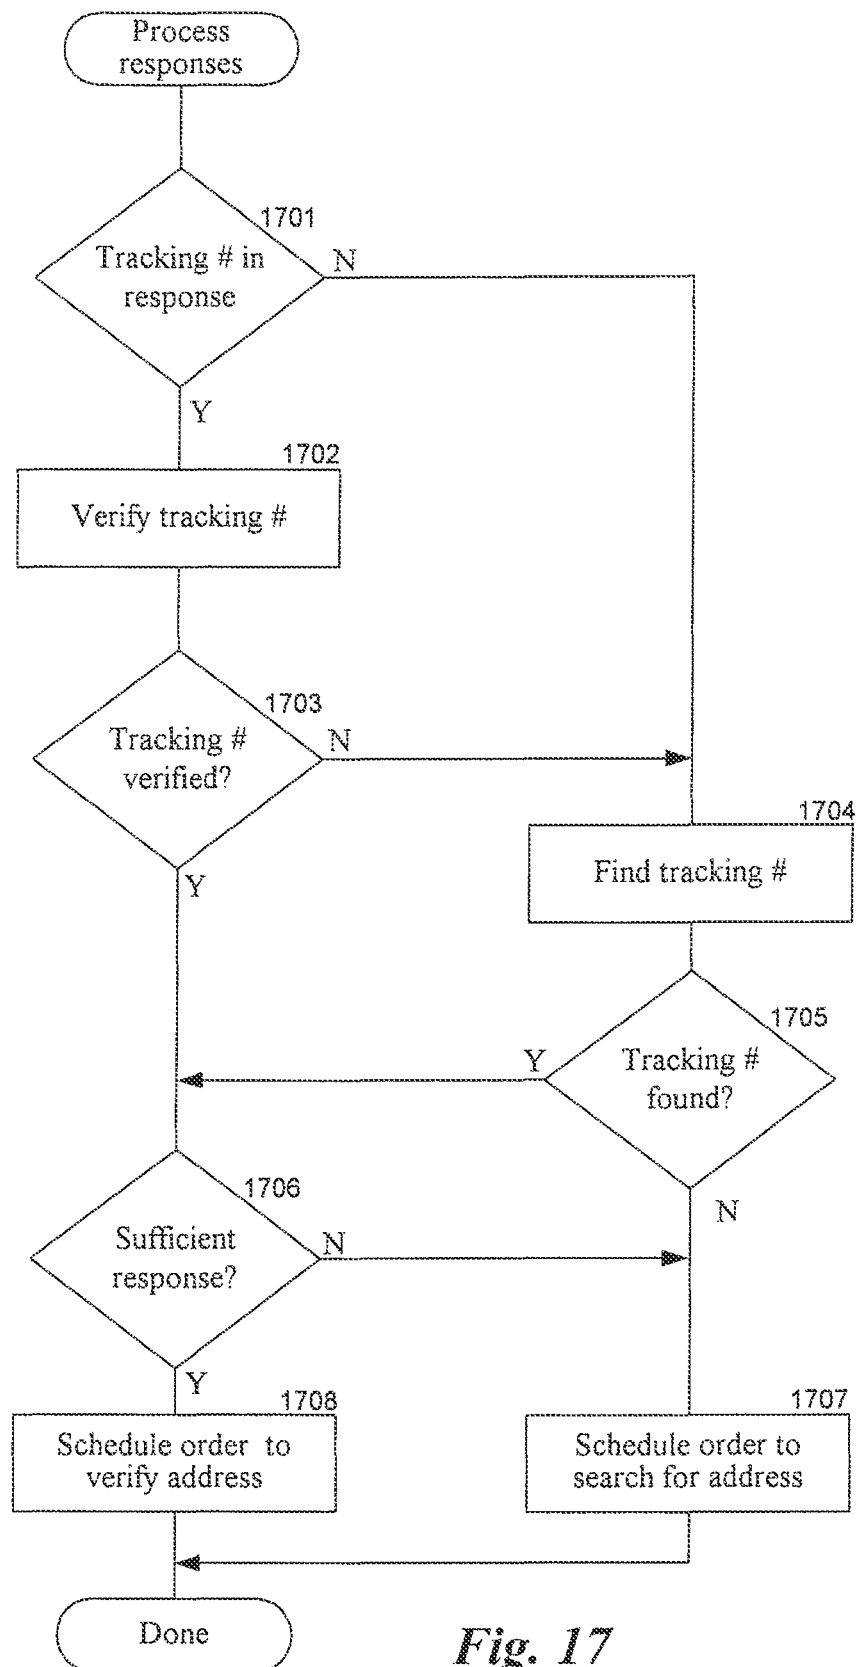 Process
responses
1701
Tracking # in
response
N
Y
1702
Verify tracking #
1703
Tracking #
verified?
N
Y
1704
Find tracking #
1705
Tracking #
found?
Y
N
1706
Sufficient
response?
N
Y
1708
Schedule order to
verify address
1707
Schedule order to
search for address
Done
Fig. 17